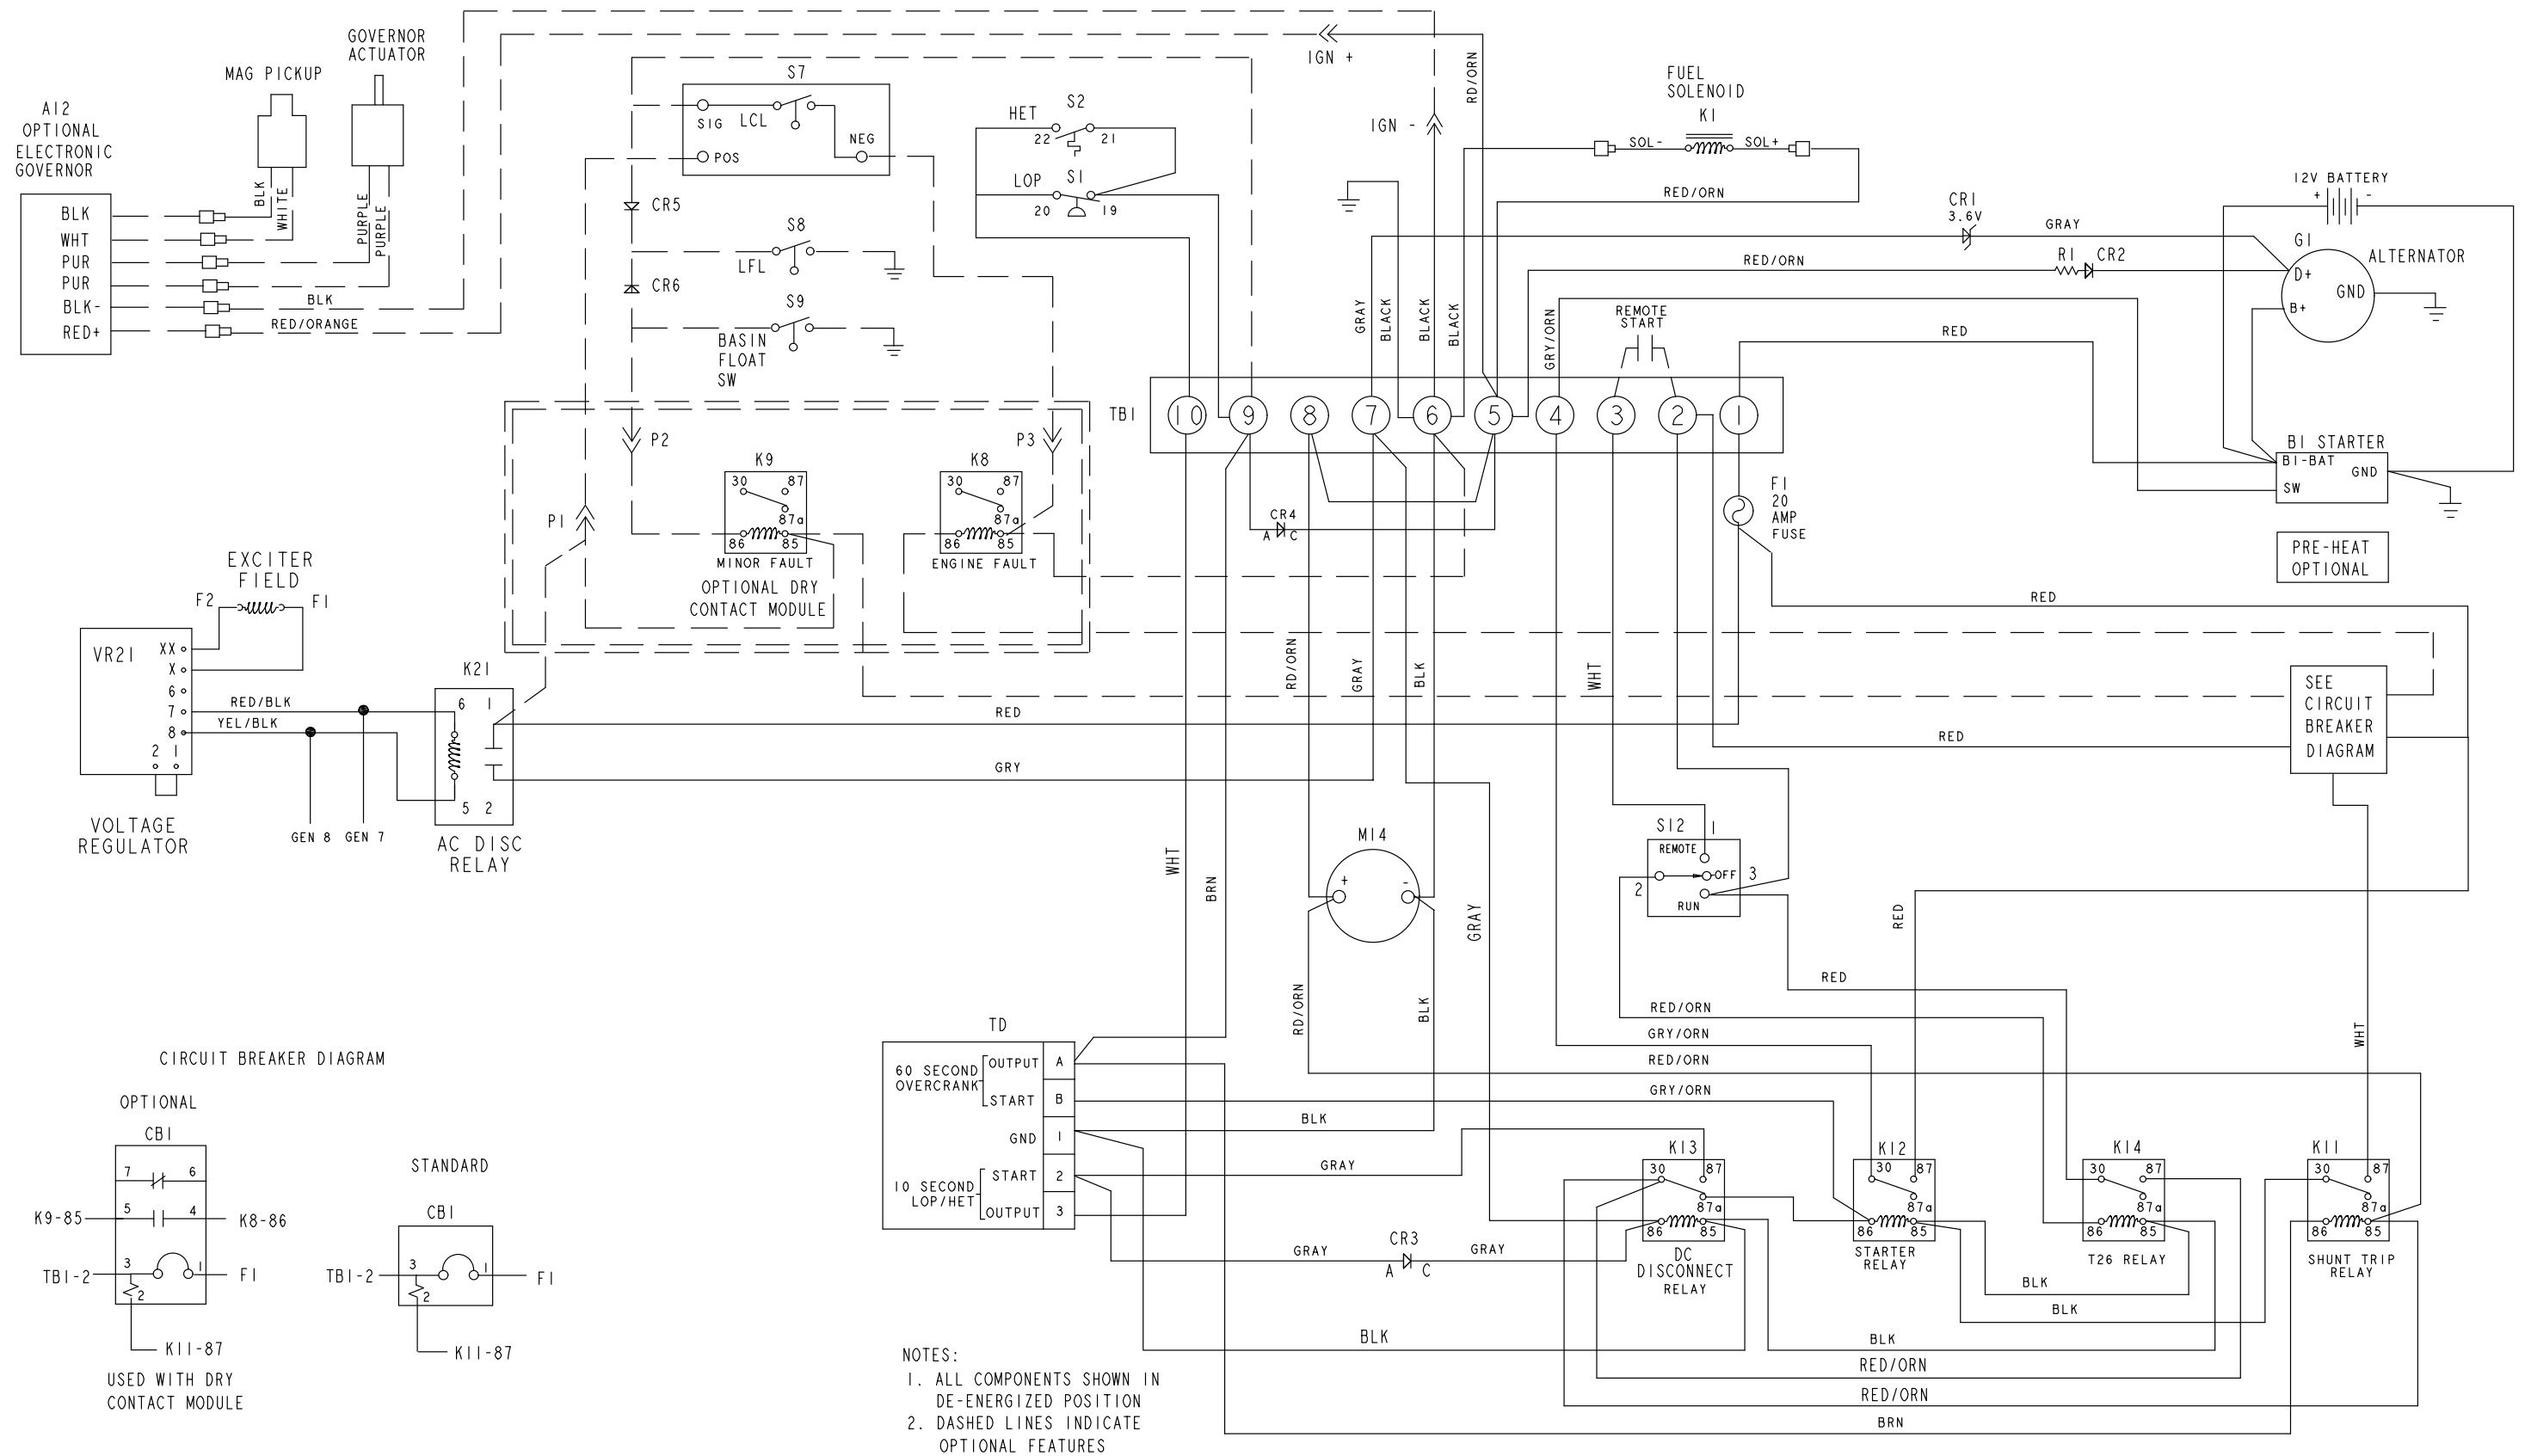 GOVERNOR
ACTUATOR
MAG PICKUP
A12
OPTIONAL
ELECTRONIC
GOVERNOR
BLK
WHT
PUR
PUR
BLK-
RED+
BLK
WHITE
PURPLE
PURPLE
BLK
RED/ORANGE
S7
SIG
LCL
NEG
POS
CR5
S8
LFL
CR6
S9
BASIN
FLOAT
SW
HET
S2
22
21
LOP
S1
20
19
IGN +
IGN -
RD/ORN
FUEL
SOLENOID
K1
SOL-
SOL+
RED/ORN
CR1
3.6V
GRAY
RED/ORN
R1
CR2
12V BATTERY
+
-
G1
ALTERNATOR
D+
GND
B+
GRAY
BLACK
BLACK
BLACK
GRY/ORN
REMOTE
START
RED
TB1
10
9
8
7
6
5
4
3
2
1
B1 STARTER
B1-BAT
GND
SW
PRE-HEAT
OPTIONAL
F1
20
AMP
FUSE
CR4
A
C
P2
P3
P1
K9
30
87
87a
86
85
MINOR FAULT
K8
30
87
87a
86
85
ENGINE FAULT
OPTIONAL DRY
CONTACT MODULE
EXCITER
FIELD
F2
F1
VR21
XX
X
6
7
8
2
1
RED/BLK
YEL/BLK
VOLTAGE
REGULATOR
GEN 8
GEN 7
K21
6
1
5
2
AC DISC
RELAY
RED
GRY
RED
RED
SEE
CIRCUIT
BREAKER
DIAGRAM
RD/ORN
GRAY
BLK
WHT
M14
+
-
S12
1
REMOTE
OFF
2
3
RUN
WHT
BRN
GRAY
RED
RD/ORN
BLK
RED
RED/ORN
GRY/ORN
RED/ORN
GRY/ORN
WHT
TD
60 SECOND
OVERCRANK
OUTPUT
A
START
B
GND
1
10 SECOND
LOP/HET
START
2
OUTPUT
3
BLK
GRAY
GRAY
CR3
A
C
GRAY
K13
30
87
87a
86
85
DC
DISCONNECT
RELAY
K12
30
87
87a
86
85
STARTER
RELAY
K14
30
87
87a
86
85
T26 RELAY
K11
30
87
87a
86
85
SHUNT TRIP
RELAY
BLK
BLK
BLK
BLK
RED/ORN
RED/ORN
BRN
CIRCUIT BREAKER DIAGRAM
OPTIONAL
CB1
7
6
K9-85
5
4
K8-86
TB1-2
3
1
F1
2
K11-87
USED WITH DRY
CONTACT MODULE
STANDARD
CB1
TB1-2
3
1
F1
2
K11-87
NOTES:
1. ALL COMPONENTS SHOWN IN
DE-ENERGIZED POSITION
2. DASHED LINES INDICATE
OPTIONAL FEATURES